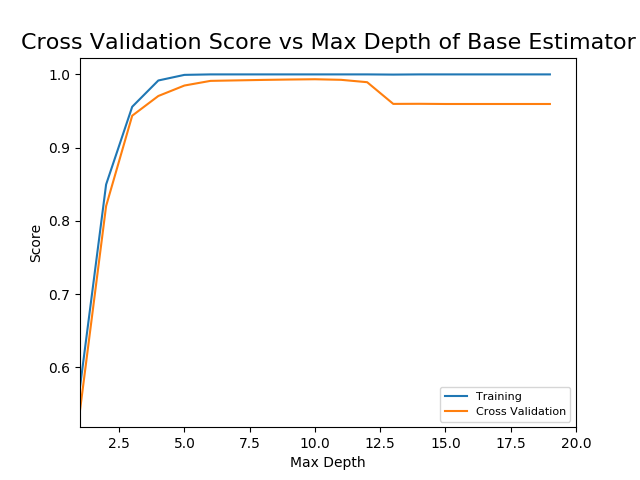 Cross Validation Score vs Max Depth of Base Estimator
1.0
0.9
0.8
0.7
0.6
Score
Training
Cross Validation
2.5 5.0 7.5 10.0 12.5 15.0 17.5 20.0
Max Depth